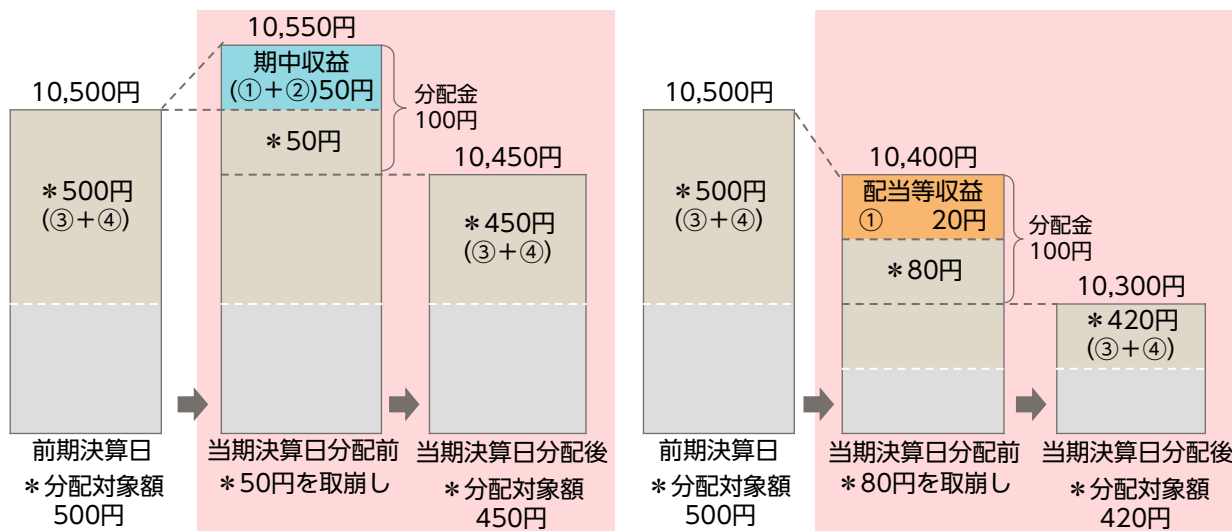 10,500円
＊500円
(③＋④)
前期決算日
＊分配対象額
500円
10,550円
期中収益
(①＋②)50円
＊50円
分配金
100円
当期決算日分配前
＊50円を取崩し
10,450円
＊450円
(③＋④)
当期決算日分配後
＊分配対象額
450円
10,500円
＊500円
(③＋④)
前期決算日
＊分配対象額
500円
10,400円
配当等収益
① 20円
＊80円
分配金
100円
当期決算日分配前
＊80円を取崩し
10,300円
＊420円
(③＋④)
当期決算日分配後
＊分配対象額
420円